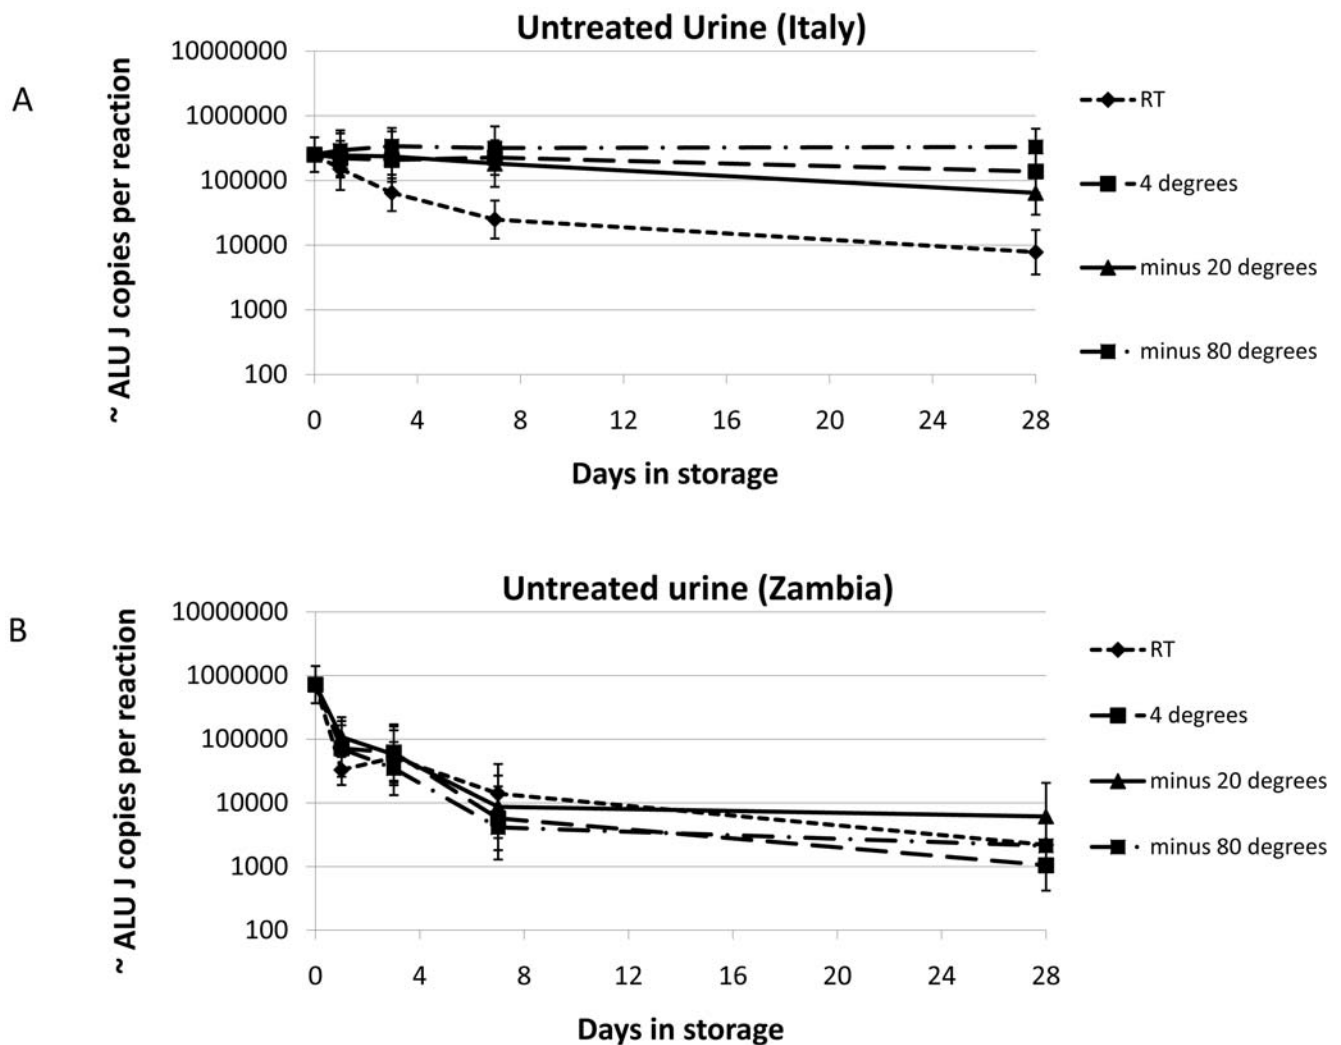 Untreated Urine (Italy)
A
~ ALU J copies per reaction
10000000
1000000
100000
10000
1000
100
0 4 8 12 16 20 24 28
Days in storage
RT
4 degrees
minus 20 degrees
minus 80 degrees
Untreated urine (Zambia)
B
~ ALU J copies per reaction
10000000
1000000
100000
10000
1000
100
0 4 8 12 16 20 24 28
Days in storage
RT
4 degrees
minus 20 degrees
minus 80 degrees